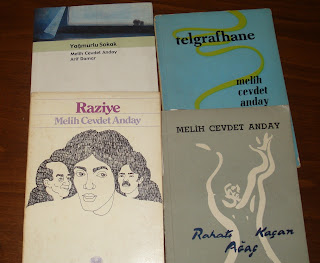 Yağmurlu Sokak
Melih Cevdet Anday
Arif Damar
telgrafhane
melih
cevdet
anday
Raziye
Melih Cevdet Anday
MELİH CEVDET ANDAY
Rahatı Kaçan
Ağaç